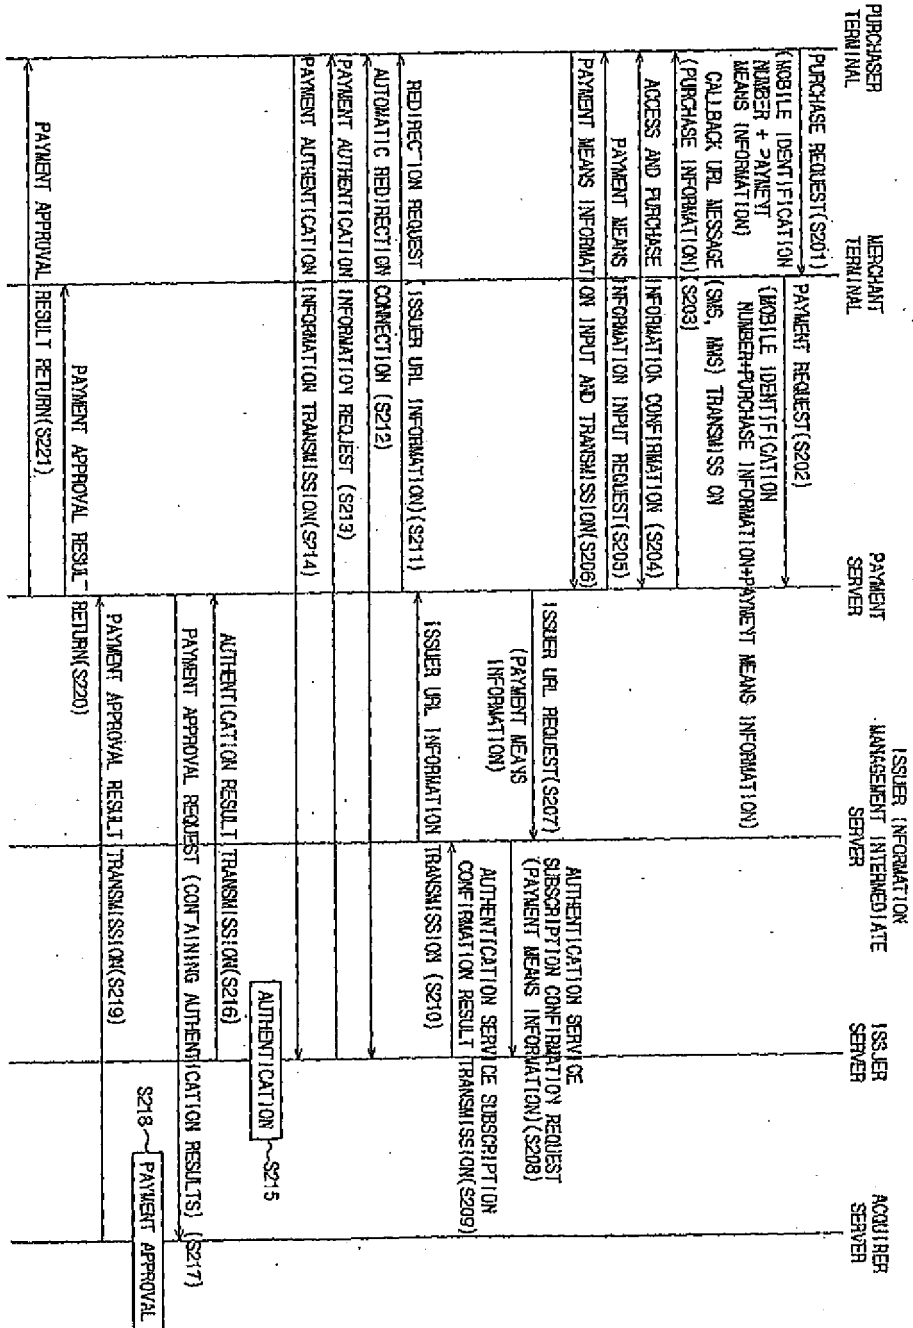 PURCHASER
TERMINAL
MERCHANT
TERMINAL
PAYMENT
SERVER
ISSUER INFORMATION
MANAGEMENT INTERMEDIATE
SERVER
ISSUER
SERVER
ACQUIRER
SERVER
PURCHASE REQUEST(S201)
(MOBILE IDENTIFICATION
NUMBER + PAYMEYT
MEANS INFORMATION)
PAYMENT REQUEST(S202)
(MOBILE IDENTIFICATION
NUMBER+PURCHASE INFORMATION+PAYMEYT MEANS INFORMATION)
CALLBACK URL MESSAGE (SMS, MMS) TRANSMISS ON
(PURCHASE INFORMATION)(S203)
ACCESS AND PURCHASE INFORMATION CONFIRMATION (S204)
PAYMENT MEANS INFORMATION INPUT REQUEST(S205)
PAYMENT MEANS INFORMATION INPUT AND TRANSMISSION(S206)
ISSUER URL REQUEST(S207)
(PAYMENT MEAYS
INFORMATION)
AUTHENTICATION SERVICE
SUBSCRIPTION CONFIRMATIOY REQUEST
(PAYMENT MEANS INFORMATION)(S208)
AUTHENTICATION SERVICE SUBSCRIPTION
CONFIRMATION RESULT TRANSMISSION(S209)
ISSUER URL INFORMATION TRANSMISSION (S210)
REDIRECTION REQUEST (ISSUER URL INFORMATION)(S211)
AUTOMATIC REDIRECTION CONNECTION (S212)
PAYMENT AUTHENTICATION INFORMATIOY REQUEST (S213)
PAYMENT AUTHENTICATION INFORMATION TRANSMISSION(S214)
AUTHENTICATION
S215
AUTHENTICATION RESULT TRANSMISSION(S216)
PAYMENT APPROVAL REQUEST (CONTAINING AUTHENTICATION RESULTS) (S217)
S218
PAYMENT APPROVAL
PAYMENT APPROVAL RESULT TRANSMISSION(S219)
PAYMENT APPROVAL RESULT RETURN(S220)
PAYMENT APPROVAL RESULT RETURN(S221)